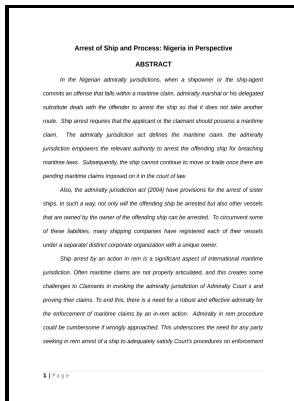 Arrest of Ship and Process: Nigeria in Perspective
ABSTRACT
In the Nigerian admiralty jurisdictions, when a shipowner or the ship-agent
commits an offense that falls within a maritime claim, admiralty marshal or his delegated
substitute deals with the offender to arrest the ship so that it does not take another
route. Ship arrest requires that the applicant or the claimant should possess a maritime
claim. The admiralty jurisdiction act defines the maritime claim. the admiralty
jurisdiction empowers the relevant authority to arrest the offending ship for breaching
maritime laws. Subsequently, the ship cannot continue to move or trade once there are
pending maritime claims imposed on it in the court of law.
Also, the admiralty jurisdiction act (2004) have provisions for the arrest of sister
ships. In such a way, not only will the offending ship be arrested but also other vessels
that are owned by the owner of the offending ship can be arrested. To circumvent some
of these liabilities, many shipping companies have registered each of their vessels
under a separate/ distinct corporate organization with a unique owner.
Ship arrest by an action in rem is a significant aspect of international maritime
jurisdiction. Often maritime claims are not properly articulated, and this creates some
challenges to Claimants in invoking the admiralty jurisdiction of Admiralty Court s and
proving their claims. To end this, there is a need for a robust and effective admiralty for
the enforcement of maritime claims by an in-rem action. Admiralty in rem procedure
could be cumbersome if wrongly approached. This underscores the need for any party
seeking in rem arrest of a ship to adequately satisfy Court's procedures on enforcement
1 | P a g e